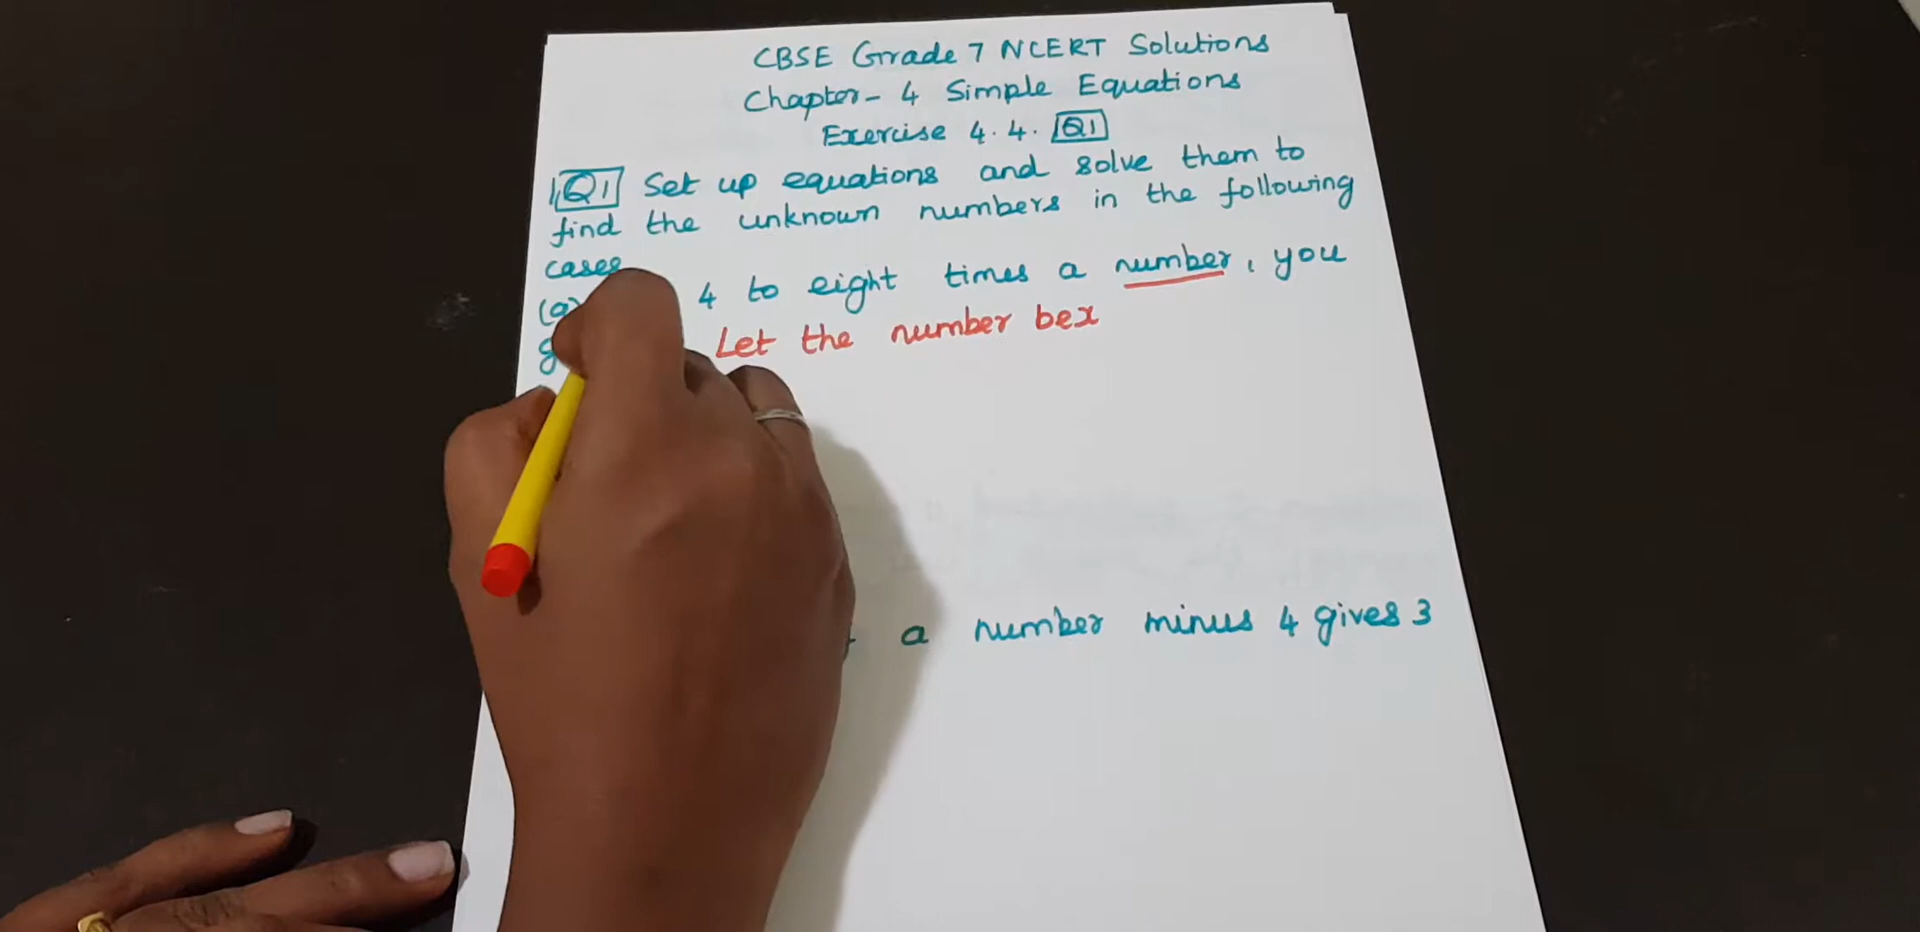 CBSE Grade 7 NCERT Solutions
Chapter - 4 Simple Equations
Exercise 4.4. Q1
Q1 Set up equations and solve them to
find the unknown numbers in the following
cases
(a) 4 to eight times a number, you
Let the number be x
a number minus 4 gives 3